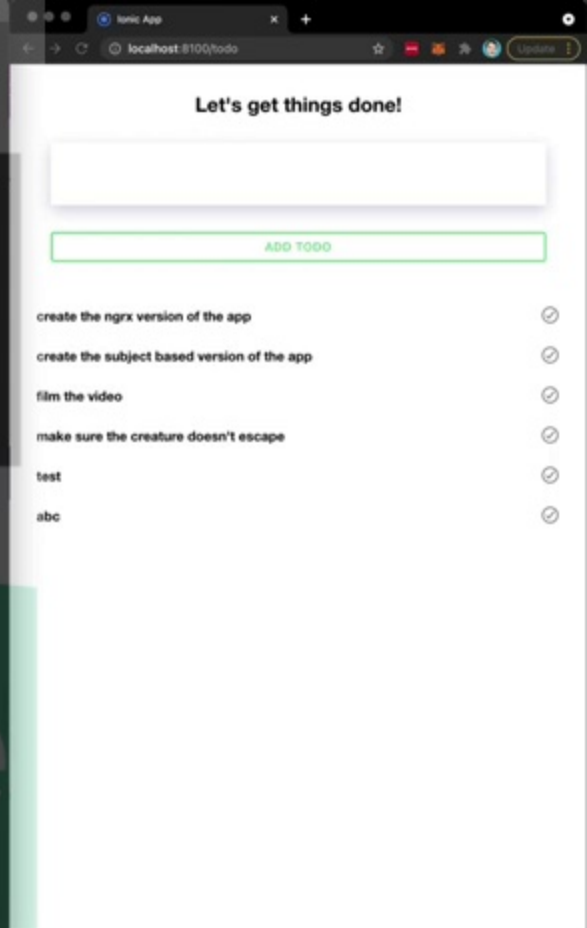 Ionic App
localhost:8100/todo
Update
Let's get things done!
ADD TODO
create the ngrx version of the app
create the subject based version of the app
film the video
make sure the creature doesn't escape
test
abc